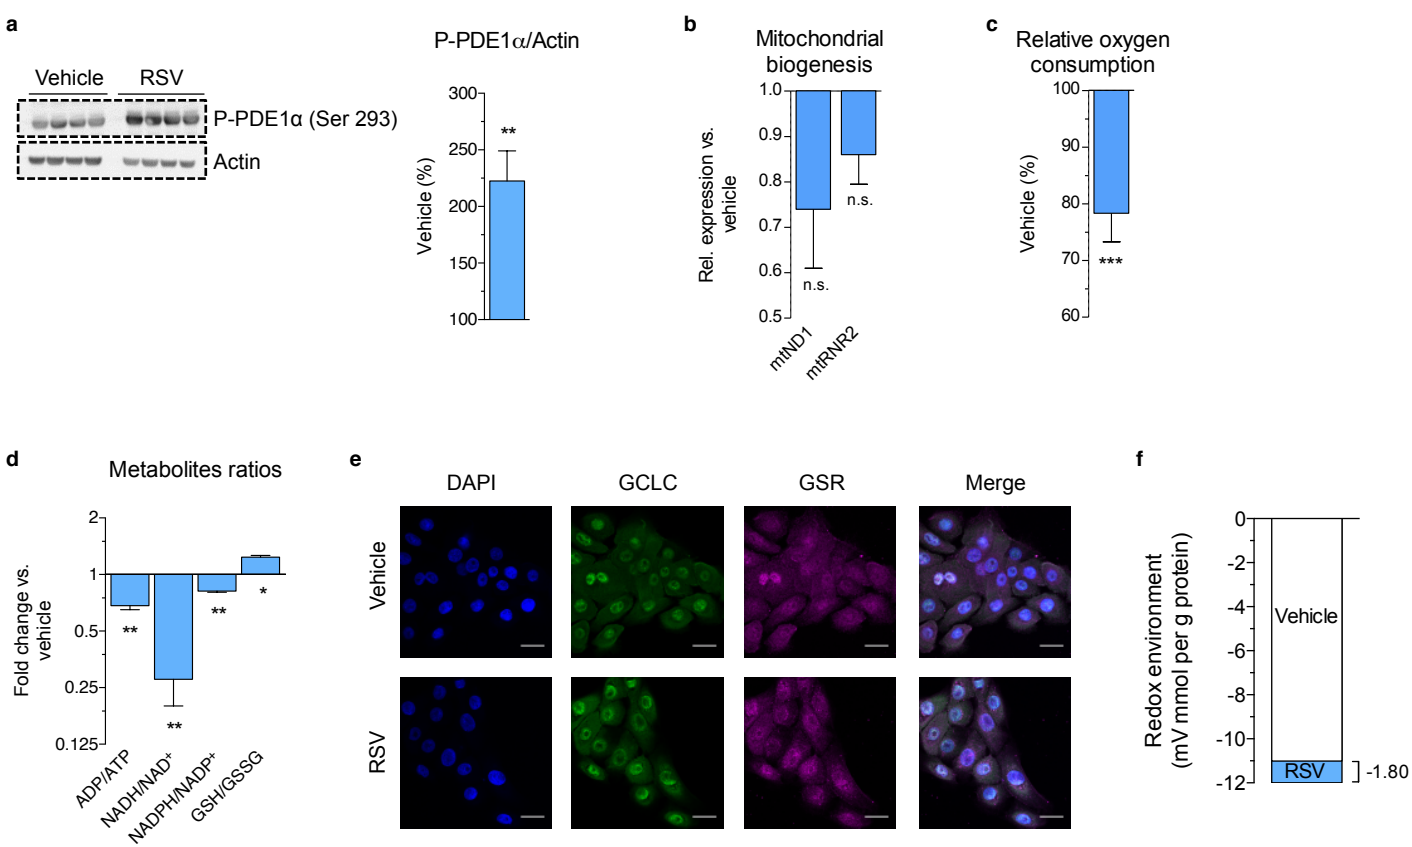 a
Vehicle
RSV
P-PDE1α (Ser 293)
Actin
P-PDE1α/Actin
Vehicle (%)
300
250
200
150
100
**
b
Mitochondrial
biogenesis
Rel. expression vs.
vehicle
1.0
0.9
0.8
0.7
0.6
0.5
n.s.
n.s.
mtND1
mtRNR2
c
Relative oxygen
consumption
Vehicle (%)
100
90
80
70
60
***
d
Metabolites ratios
Fold change vs.
vehicle
2
1
0.5
0.25
0.125
**
**
**
*
ADP/ATP
NADH/NAD⁺
NADPH/NADP⁺
GSH/GSSG
e
DAPI
GCLC
GSR
Merge
Vehicle
RSV
f
Redox environment
(mV mmol per g protein)
0
-2
-4
-6
-8
-10
-12
Vehicle
RSV
-1.80